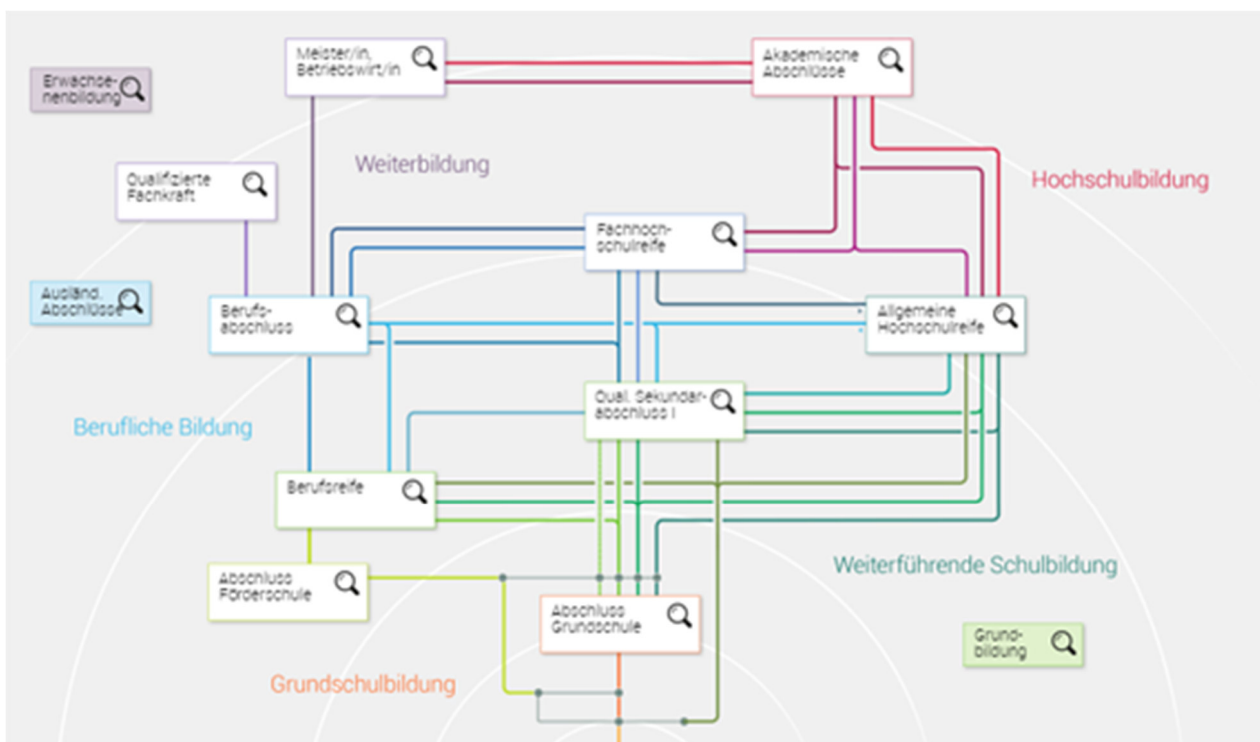 Meister/in,
Betriebswirt/in
Akademische
Abschlüsse
Erwachse-
nenbildung
Weiterbildung
Hochschulbildung
Qualifizierte
Fachkraft
Fachhoch-
schulreife
Ausländ.
Abschlüsse
Berufs-
abschluss
Allgemeine
Hochschulreife
Qual. Sekundar-
abschluss I
Berufliche Bildung
Berufsreife
Abschluss
Förderschule
Weiterführende Schulbildung
Abschluss
Grundschule
Grund-
bildung
Grundschulbildung